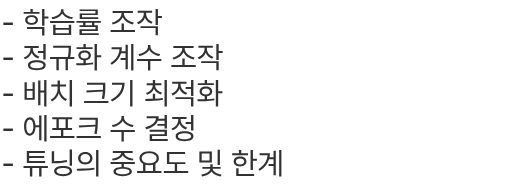 - 학습률 조작
- 정규화 계수 조작
- 배치 크기 최적화
- 에포크 수 결정
- 튜닝의 중요도 및 한계